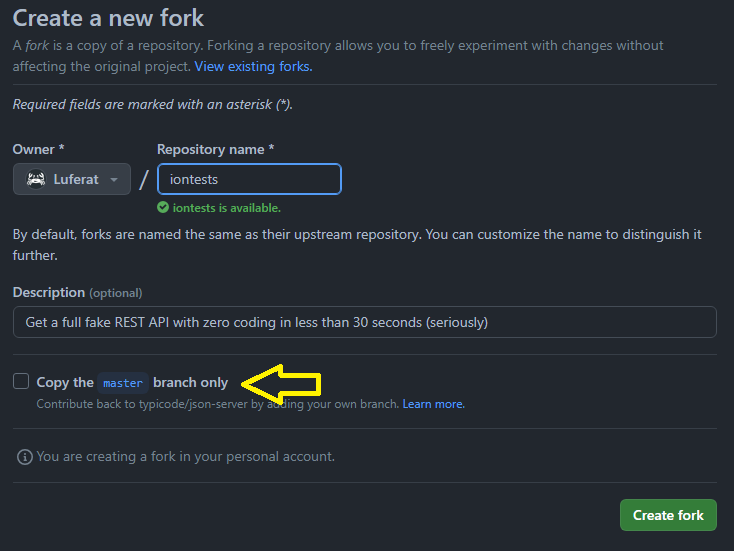 Create a new fork
A fork is a copy of a repository. Forking a repository allows you to freely experiment with changes without
affecting the original project. View existing forks.
Required fields are marked with an asterisk (*).
Owner *
Repository name *
Luferat
/
iontests
iontests is available.
By default, forks are named the same as their upstream repository. You can customize the name to distinguish it
further.
Description (optional)
Get a full fake REST API with zero coding in less than 30 seconds (seriously)
Copy the master branch only
Contribute back to typicode/json-server by adding your own branch. Learn more.
You are creating a fork in your personal account.
Create fork